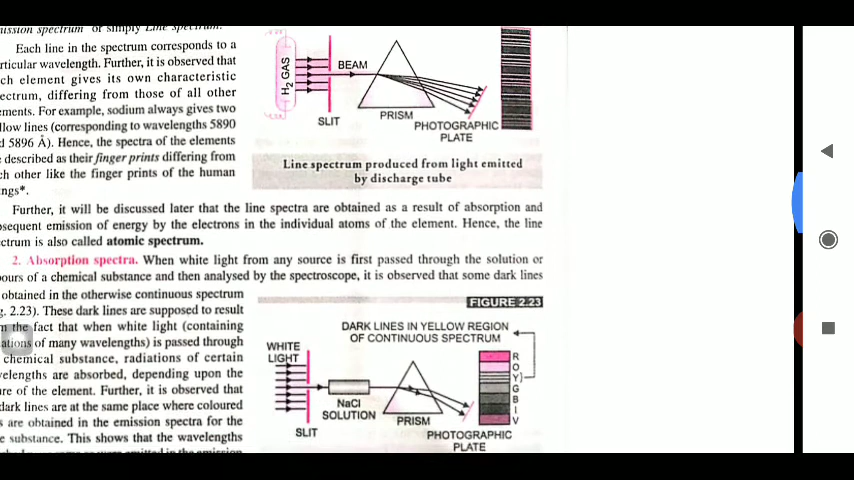 ission spectrum or simply Line spectrum.
Each line in the spectrum corresponds to a
rticular wavelength. Further, it is observed that
ch element gives its own characteristic
ectrum, differing from those of all other
ements. For example, sodium always gives two
llow lines (corresponding to wavelengths 5890
d 5896 Å). Hence, the spectra of the elements
e described as their finger prints differing from
ch other like the finger prints of the human
ngs*.
H₂ GAS
BEAM
SLIT
PRISM
PHOTOGRAPHIC
PLATE
Line spectrum produced from light emitted
by discharge tube
Further, it will be discussed later that the line spectra are obtained as a result of absorption and
bsequent emission of energy by the electrons in the individual atoms of the element. Hence, the line
ectrum is also called atomic spectrum.
2. Absorption spectra. When white light from any source is first passed through the solution or
pours of a chemical substance and then analysed by the spectroscope, it is observed that some dark lines
obtained in the otherwise continuous spectrum
g. 2.23). These dark lines are supposed to result
m the fact that when white light (containing
ations of many wavelengths) is passed through
chemical substance, radiations of certain
velengths are absorbed, depending upon the
ure of the element. Further, it is observed that
dark lines are at the same place where coloured
s are obtained in the emission spectra for the
e substance. This shows that the wavelengths
FIGURE 2.23
DARK LINES IN YELLOW REGION
OF CONTINUOUS SPECTRUM
WHITE
LIGHT
NaCl
SOLUTION
SLIT
PRISM
R
O
Y
G
B
I
V
PHOTOGRAPHIC
PLATE